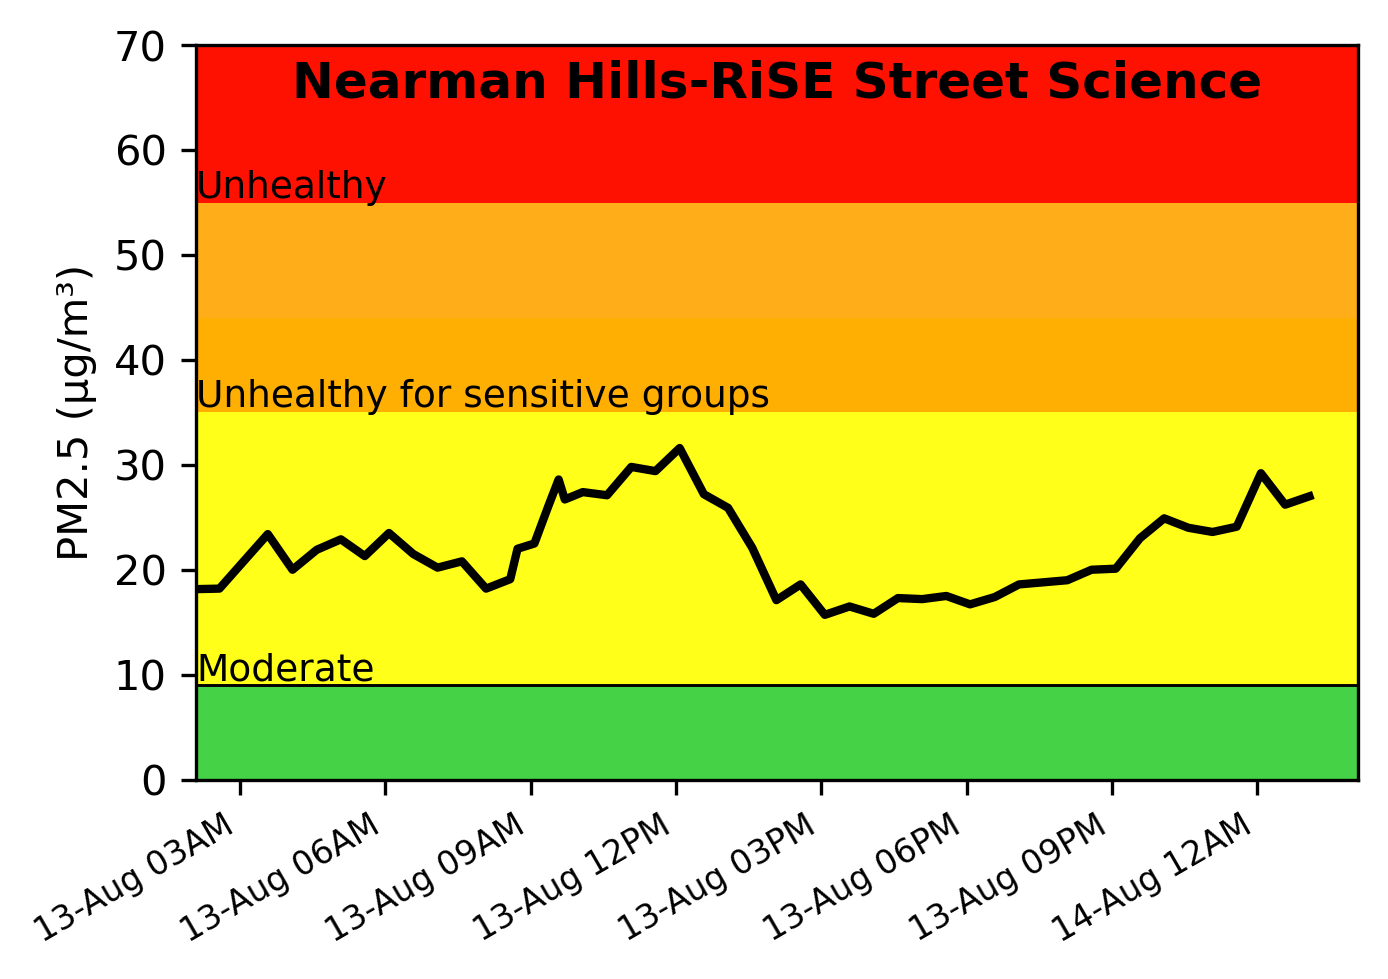 Nearman Hills-RiSE Street Science
70
60
Unhealthy
50
40
Unhealthy for sensitive groups
30
20
Moderate
10
0
PM2.5 (µg/m³)
13-Aug 03AM
13-Aug 06AM
13-Aug 09AM
13-Aug 12PM
13-Aug 03PM
13-Aug 06PM
13-Aug 09PM
14-Aug 12AM